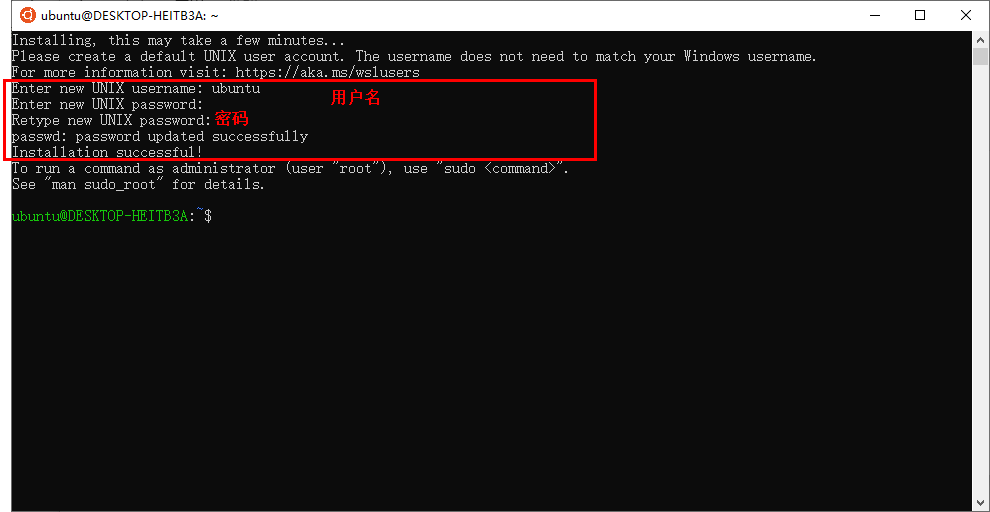 ubuntu@DESKTOP-HEITB3A: ~
Installing, this may take a few minutes...
Please create a default UNIX user account. The username does not need to match your Windows username.
For more information visit: https://aka.ms/wslusers
Enter new UNIX username: ubuntu
用户名
Enter new UNIX password:
Retype new UNIX password:密码
passwd: password updated successfully
Installation successful!
To run a command as administrator (user "root"), use "sudo <command>".
See "man sudo_root" for details.
ubuntu@DESKTOP-HEITB3A:~$